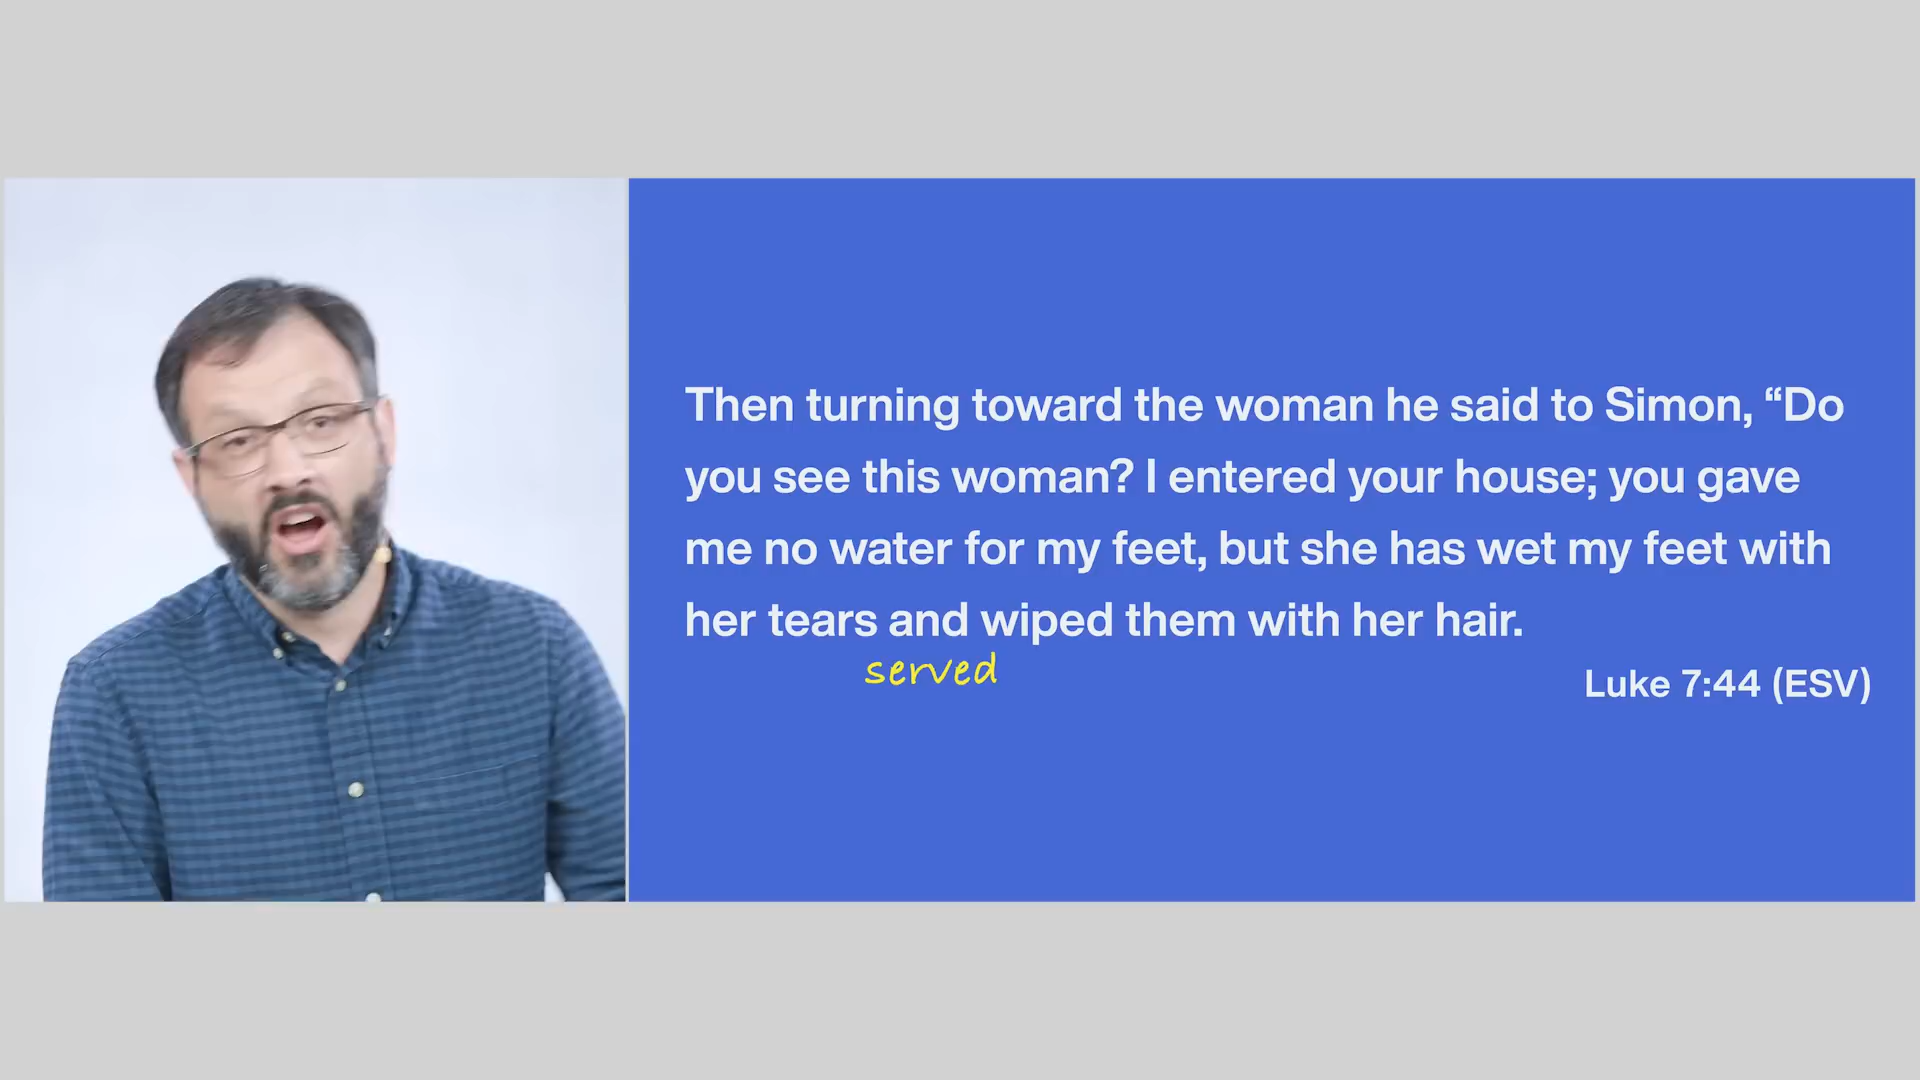 Then turning toward the woman he said to Simon, “Do
you see this woman? I entered your house; you gave
me no water for my feet, but she has wet my feet with
her tears and wiped them with her hair.
served
Luke 7:44 (ESV)